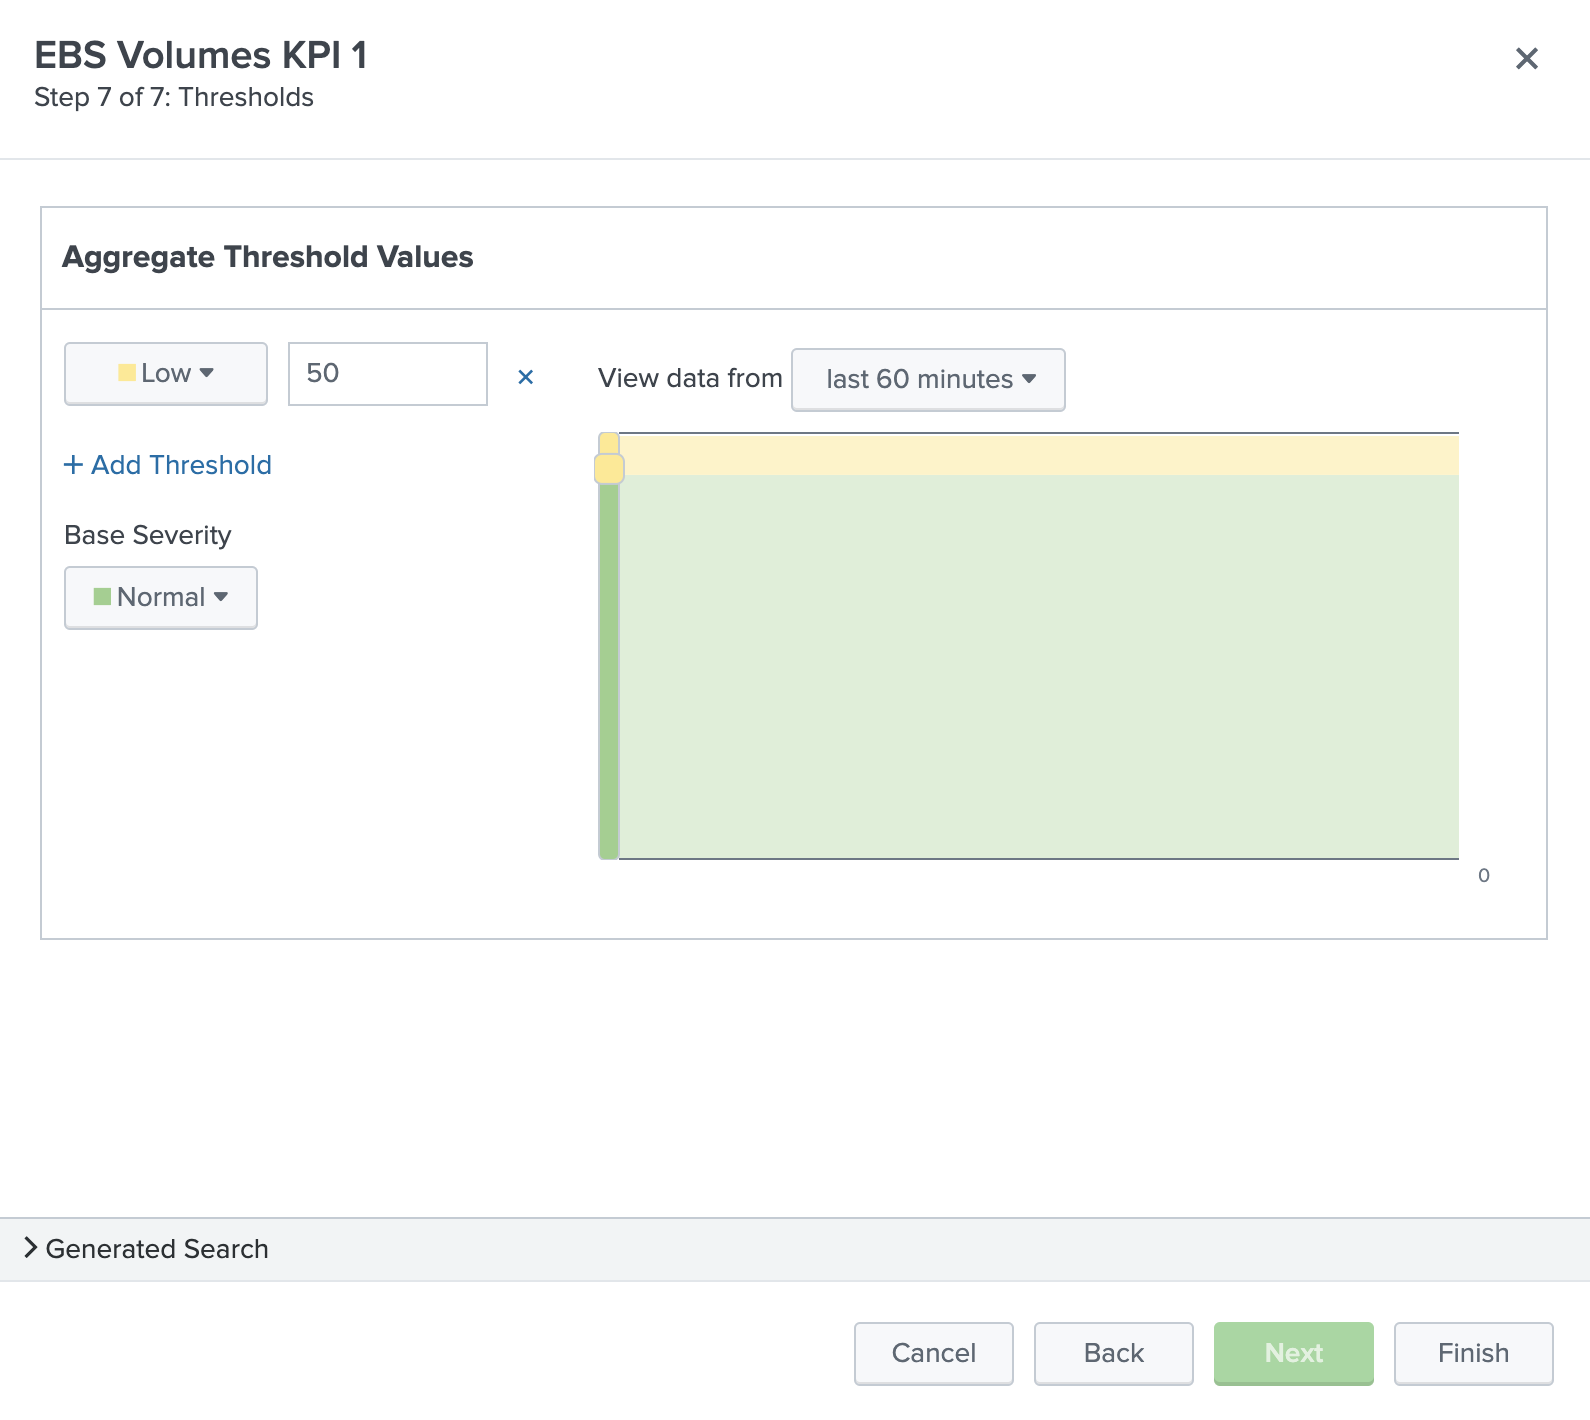 EBS Volumes KPI 1
Step 7 of 7: Thresholds
Aggregate Threshold Values
Low
50
View data from
last 60 minutes
+ Add Threshold
Base Severity
Normal
0
Generated Search
Cancel
Back
Next
Finish